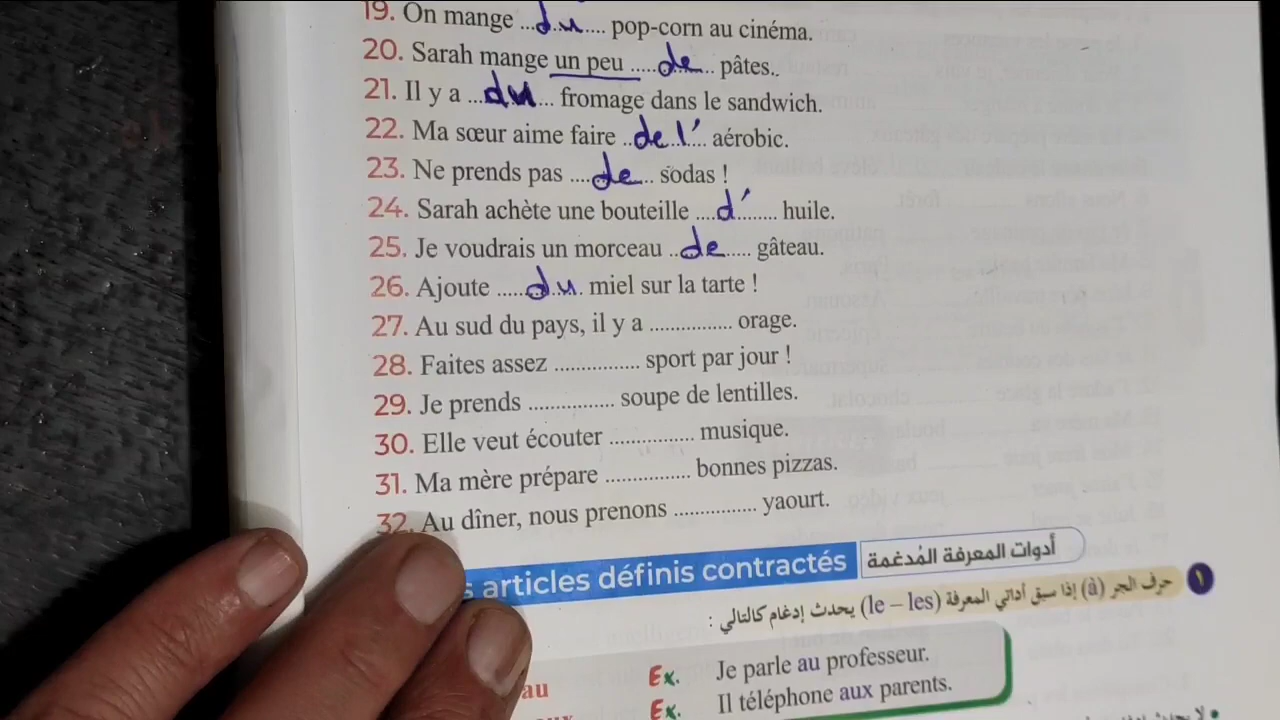 19. On mange ...du.... pop-corn au cinéma.
20. Sarah mange un peu ....de... pâtes..
21. Il y a ...du... fromage dans le sandwich.
22. Ma sœur aime faire ..de l'.... aérobic.
23. Ne prends pas ....de.. sodas !
24. Sarah achète une bouteille ....d'........ huile.
25. Je voudrais un morceau ..de..... gâteau.
26. Ajoute .....du. miel sur la tarte !
27. Au sud du pays, il y a ............... orage.
28. Faites assez ............... sport par jour !
29. Je prends ............... soupe de lentilles.
30. Elle veut écouter ............... musique.
31. Ma mère prépare ............... bonnes pizzas.
32. Au dîner, nous prenons ............... yaourt.
s articles définis contractés أدوات المعرفة المُدغمة
١ حرف الجر (à) إذا سبق أداتي المعرفة (le – les) يحدث إدغام كالتالي :
Ex. Je parle au professeur.
au
Ex. Il téléphone aux parents.